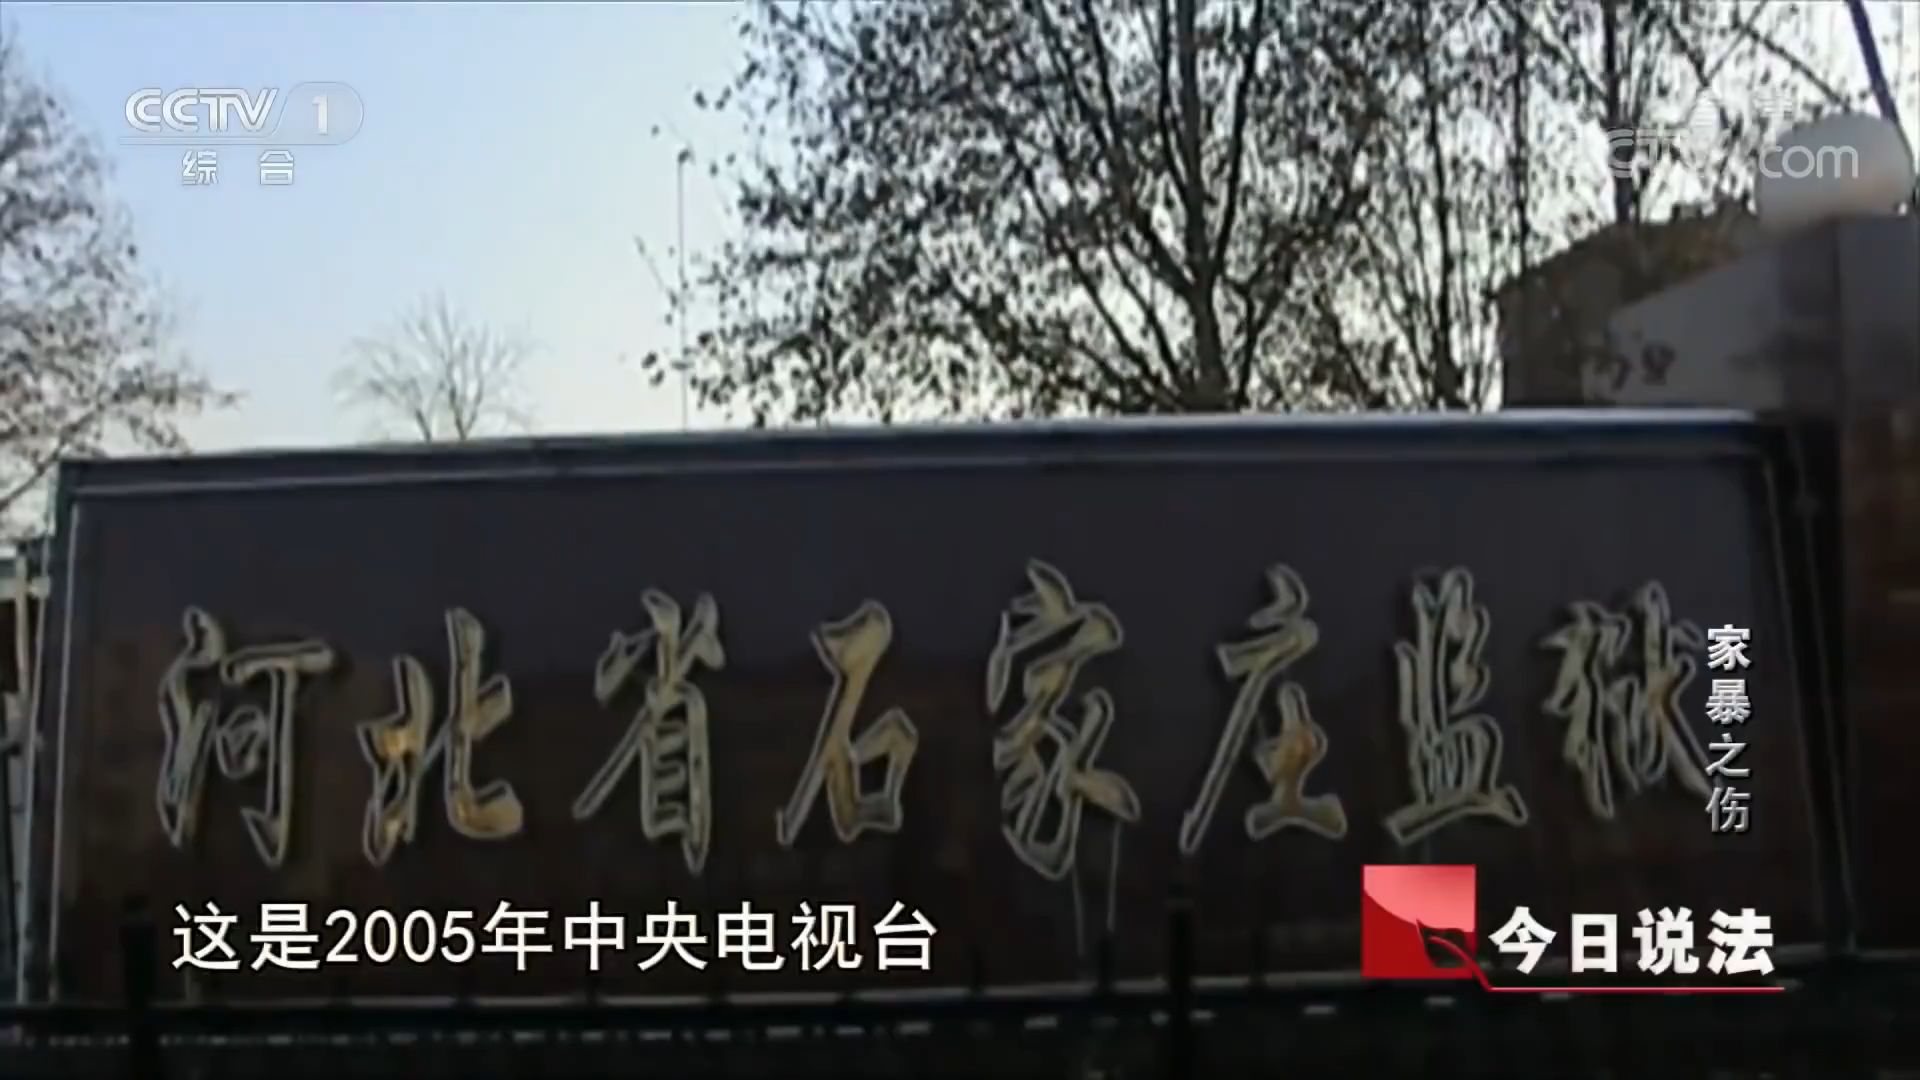 CCTV 1
综合
com
河北省石家庄监狱
家暴之伤
这是2005年中央电视台
今日说法